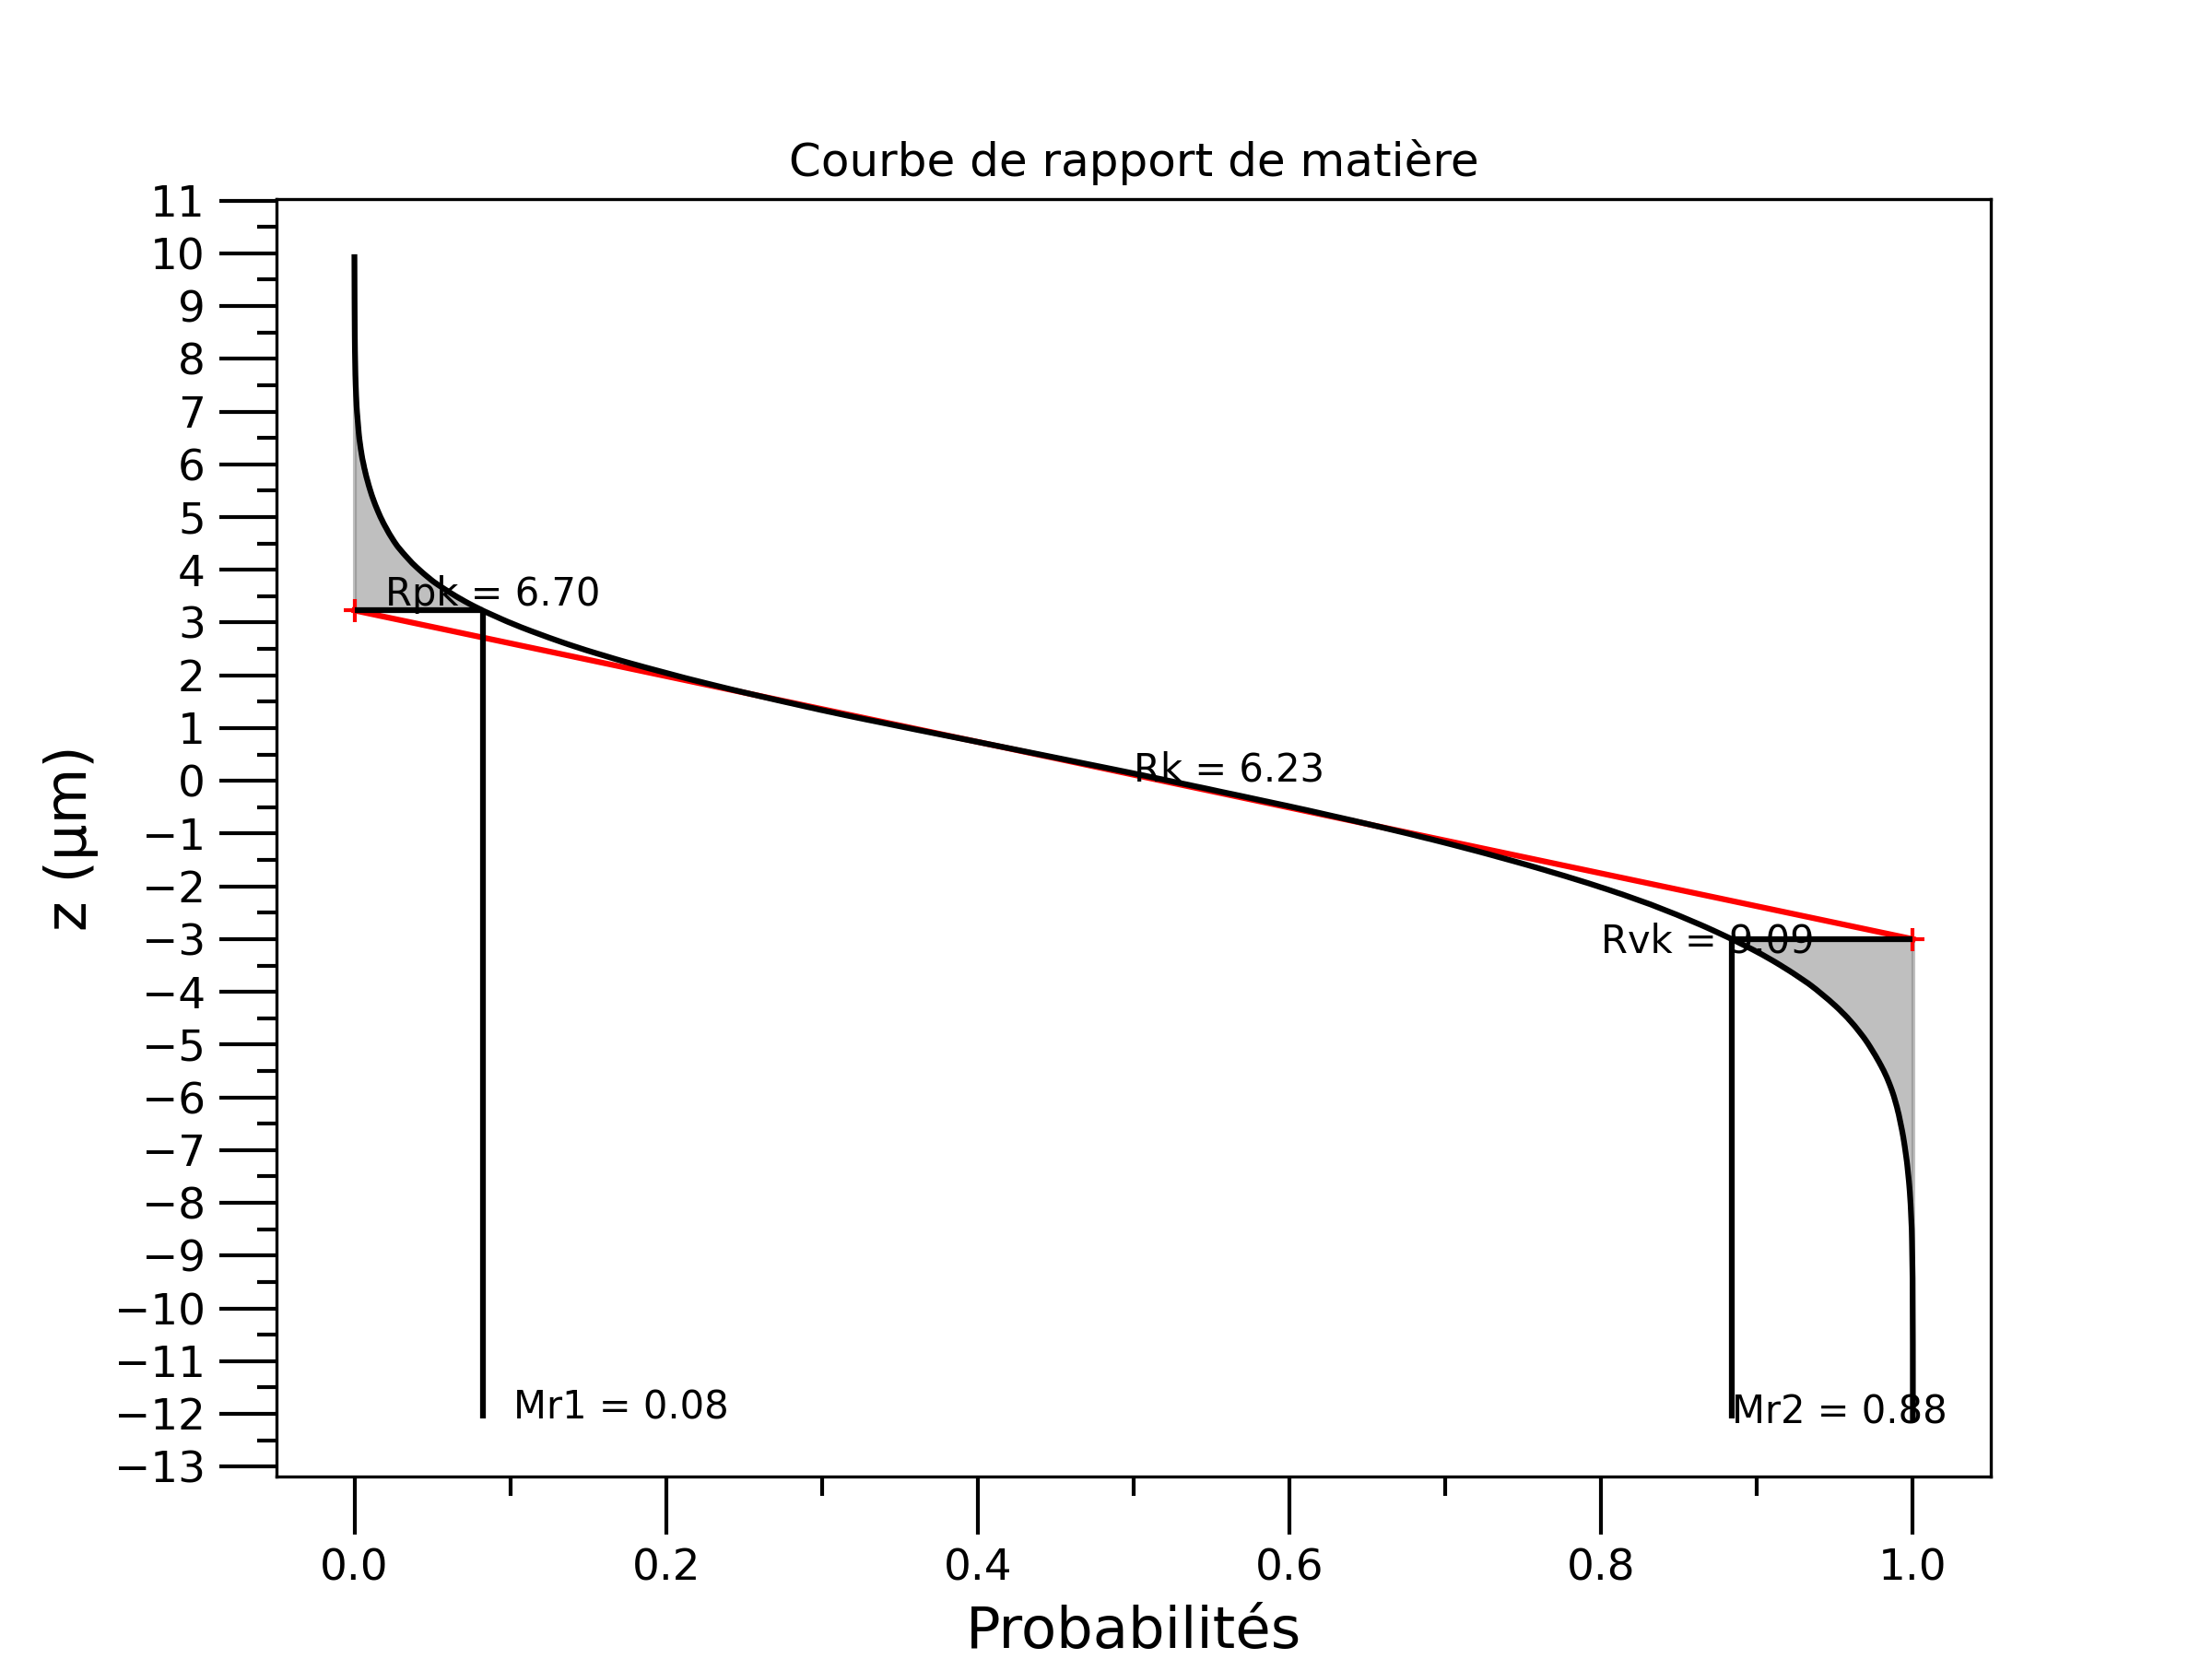 Courbe de rapport de matière
11
10
9
8
7
6
5
4
Rpk = 6.70
3
2
1
Rk = 6.23
0
−1
−2
−3
Rvk = 9.09
−4
−5
−6
−7
−8
−9
−10
−11
−12
Mr1 = 0.08
Mr2 = 0.88
−13
z (µm)
0.0 0.2 0.4 0.6 0.8 1.0
Probabilités